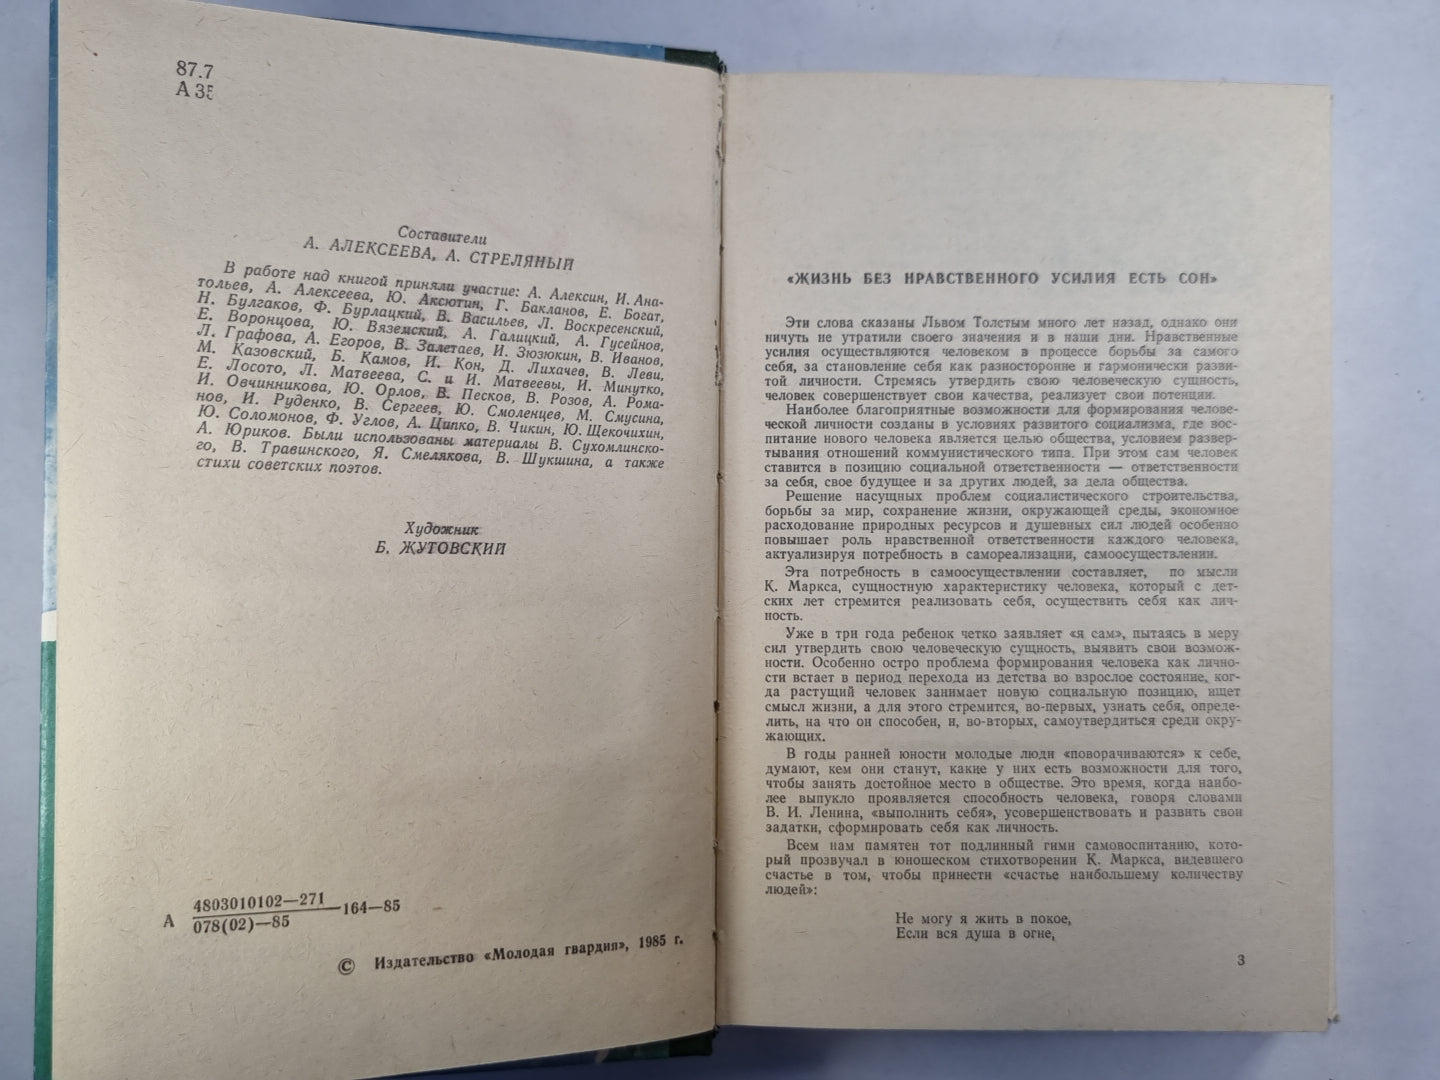 87.7
А 35
Составители
А. АЛЕКСЕЕВА, А. СТРЕЛЯНЫЙ
В работе над книгой приняли участие: А. Алексин, И. Ана-
тольев, А. Алексеева, Ю. Аксютин, Г. Бакланов, Е. Богат,
Н. Булгаков, Ф. Бурлацкий, В. Васильев, Л. Воскресенский,
Е. Воронцова, Ю. Вяземский, А. Галицкий, А. Гусейнов,
Л. Графова, А. Егоров, В. Залетаев, И. Зюзюкин, В. Иванов,
М. Казовский, Б. Камов, И. Кон, Д. Лихачев, В. Леви,
Е. Лосото, Л. Матвеева, С. и И. Матвеевы, И. Минутко,
И. Овчинникова, Ю. Орлов, В. Песков, В. Розов, А. Рома-
нов, И. Руденко, В. Сергеев, Ю. Смоленцев, М. Смусина,
Ю. Соломонов, Ф. Углов, А. Ципко, В. Чикин, Ю. Щекочихин,
А. Юриков. Были использованы материалы В. Сухомлинско-
го, В. Травинского, Я. Смелякова, В. Шукшина, а также
стихи советских поэтов.
Художник
Б. ЖУТОВСКИЙ
А 4803010102—271
078(02)—85 —164—85
© Издательство «Молодая гвардия», 1985 г.
«ЖИЗНЬ БЕЗ НРАВСТВЕННОГО УСИЛИЯ ЕСТЬ СОН»
Эти слова сказаны Львом Толстым много лет назад, однако они
ничуть не утратили своего значения и в наши дни. Нравственные
усилия осуществляются человеком в процессе борьбы за самого
себя, за становление себя как разносторонне и гармонически разви-
той личности. Стремясь утвердить свою человеческую сущность,
человек совершенствует свои качества, реализует свои потенции.
Наиболее благоприятные возможности для формирования челове-
ческой личности созданы в условиях развитого социализма, где вос-
питание нового человека является целью общества, условием развер-
тывания отношений коммунистического типа. При этом сам человек
ставится в позицию социальной ответственности — ответственности
за себя, свое будущее и за других людей, за дела общества.
Решение насущных проблем социалистического строительства,
борьбы за мир, сохранение жизни, окружающей среды, экономное
расходование природных ресурсов и душевных сил людей особенно
повышает роль нравственной ответственности каждого человека,
актуализируя потребность в самореализации, самоосуществлении.
Эта потребность в самоосуществлении составляет, по мысли
К. Маркса, сущностную характеристику человека, который с дет-
ских лет стремится реализовать себя, осуществить себя как лич-
ность.
Уже в три года ребенок четко заявляет «я сам», пытаясь в меру
сил утвердить свою человеческую сущность, выявить свои возмож-
ности. Особенно остро проблема формирования человека как лично-
сти встает в период перехода из детства во взрослое состояние, ког-
да растущий человек занимает новую социальную позицию, ищет
смысл жизни, а для этого стремится, во-первых, узнать себя, опреде-
лить, на что он способен, и, во-вторых, самоутвердиться среди окру-
жающих.
В годы ранней юности молодые люди «поворачиваются» к себе,
думают, кем они станут, какие у них есть возможности для того,
чтобы занять достойное место в обществе. Это время, когда наибо-
лее выпукло проявляется способность человека, говоря словами
В. И. Ленина, «выполнить себя», усовершенствовать и развить свои
задатки, сформировать себя как личность.
Всем нам памятен тот подлинный гимн самовоспитанию, кото-
рый прозвучал в юношеском стихотворении К. Маркса, видевшего
счастье в том, чтобы принести «счастье наибольшему количеству
людей»:
Не могу я жить в покое,
Если вся душа в огне,
3